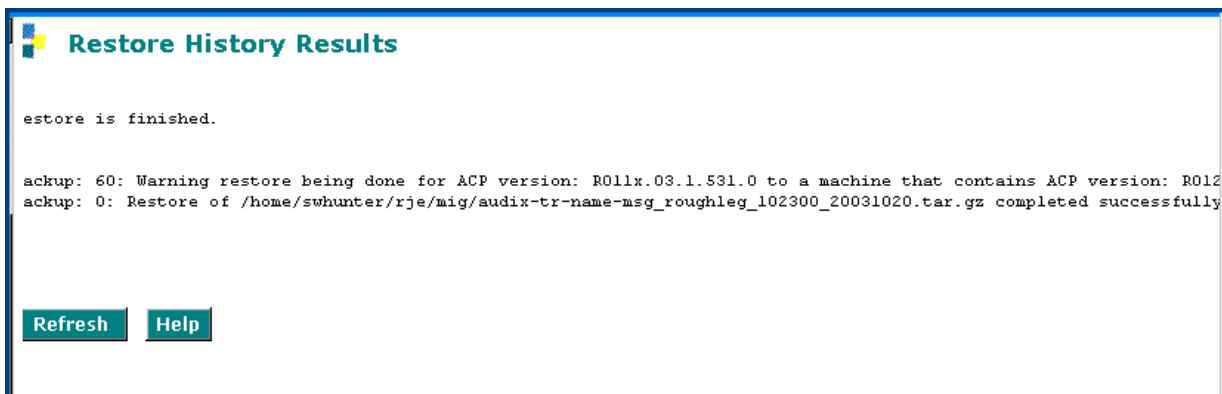 Restore History Results
estore is finished.
ackup: 60: Warning restore being done for ACP version: R011x.03.1.531.0 to a machine that contains ACP version: R012
ackup: 0: Restore of /home/swhunter/rje/mig/audix-tr-name-msg_roughleg_102300_20031020.tar.gz completed successfully
Refresh Help